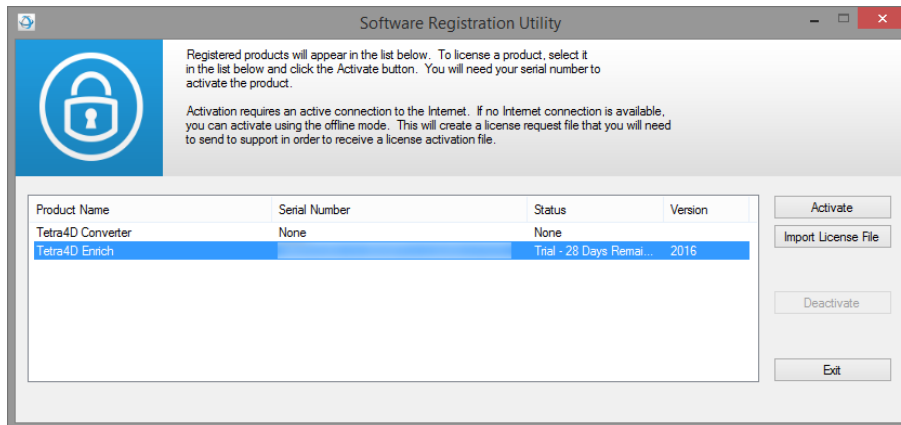 Software Registration Utility
Registered products will appear in the list below. To license a product, select it
in the list below and click the Activate button. You will need your serial number to
activate the product.
Activation requires an active connection to the Internet. If no Internet connection is available,
you can activate using the offline mode. This will create a license request file that you will need
to send to support in order to receive a license activation file.
Product Name Serial Number Status Version
Tetra4D Converter None None
Tetra4D Enrich Trial - 28 Days Remai... 2016
Activate
Import License File
Deactivate
Exit